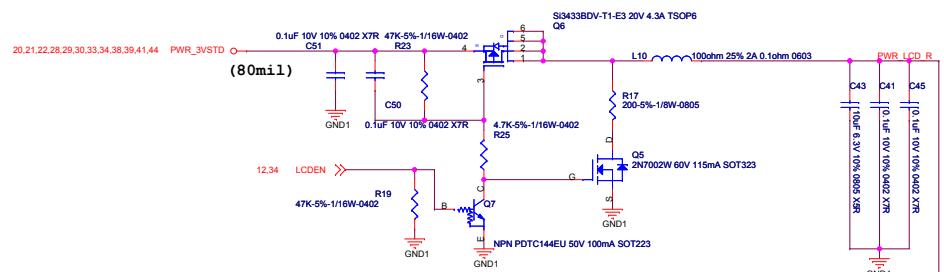 Si3433BDV-T1-E3 20V 4.3A TSOP6
Q6
0.1uF 10V 10% 0402 X7R 47K-5%-1/16W-0402
C51
R23
20,21,22,28,29,30,33,34,38,39,41,44 PWR_3VSTD
(80mil)
4
6
5
2
1
3
L10
100ohm 25% 2A 0.1ohm 0603
PWR_LCD_R
C43
C41
C45
R17
200-5%-1/8W-0805
C50
GND1
0.1uF 10V 10% 0402 X7R
4.7K-5%-1/16W-0402
R25
10uF 6.3V 10% 0805 X5R
0.1uF 10V 10% 0402 X7R
0.1uF 10V 10% 0402 X7R
D
Q5
2N7002W 60V 115mA SOT323
G
S
12,34 LCDEN
R19
47K-5%-1/16W-0402
C
B
Q7
E
GND1
NPN PDTC144EU 50V 100mA SOT223
GND1
GND1
GND1